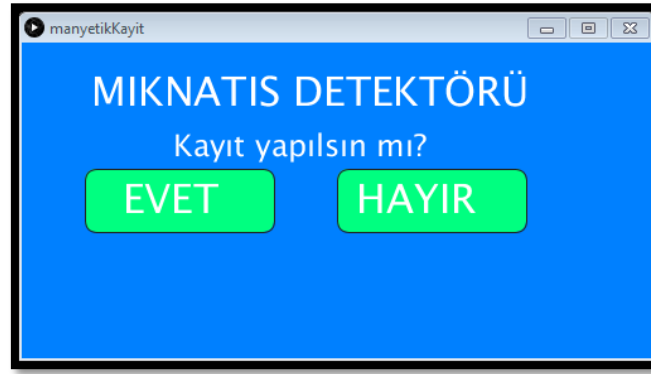 manyetikKayit
MIKNATIS DETEKTÖRÜ
Kayıt yapılsın mı?
EVET HAYIR